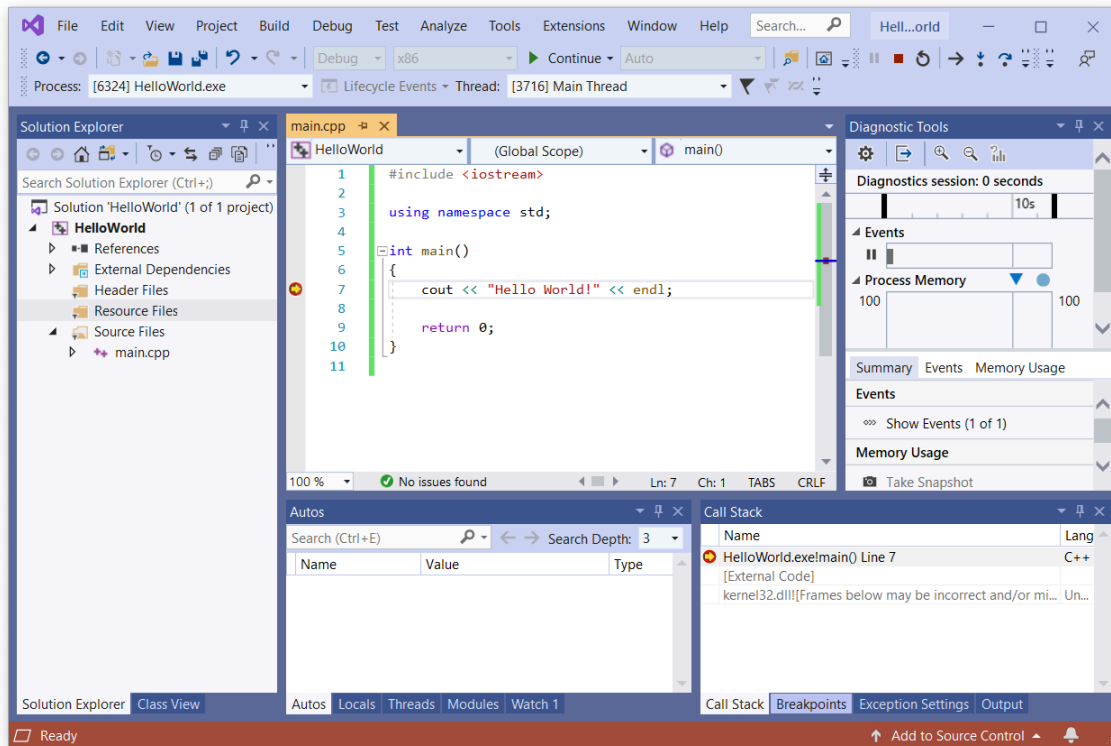 File Edit View Project Build Debug Test Analyze Tools Extensions Window Help Search... Hell...orld
Debug x86 Continue Auto
Process: [6324] HelloWorld.exe Lifecycle Events Thread: [3716] Main Thread
Solution Explorer
Search Solution Explorer (Ctrl+;)
Solution 'HelloWorld' (1 of 1 project)
HelloWorld
References
External Dependencies
Header Files
Resource Files
Source Files
main.cpp
Solution Explorer Class View
main.cpp
HelloWorld (Global Scope) main()
1 #include <iostream>
2
3 using namespace std;
4
5 int main()
6 {
7 cout << "Hello World!" << endl;
8
9 return 0;
10 }
11
100 % No issues found Ln: 7 Ch: 1 TABS CRLF
Diagnostic Tools
Diagnostics session: 0 seconds
10s
Events
Process Memory
100 100
Summary Events Memory Usage
Events
Show Events (1 of 1)
Memory Usage
Take Snapshot
Autos
Search (Ctrl+E) Search Depth: 3
Name Value Type
Autos Locals Threads Modules Watch 1
Call Stack
Name Lang
HelloWorld.exe!main() Line 7 C++
[External Code]
kernel32.dll![Frames below may be incorrect and/or mi... Un...
Call Stack Breakpoints Exception Settings Output
Ready Add to Source Control